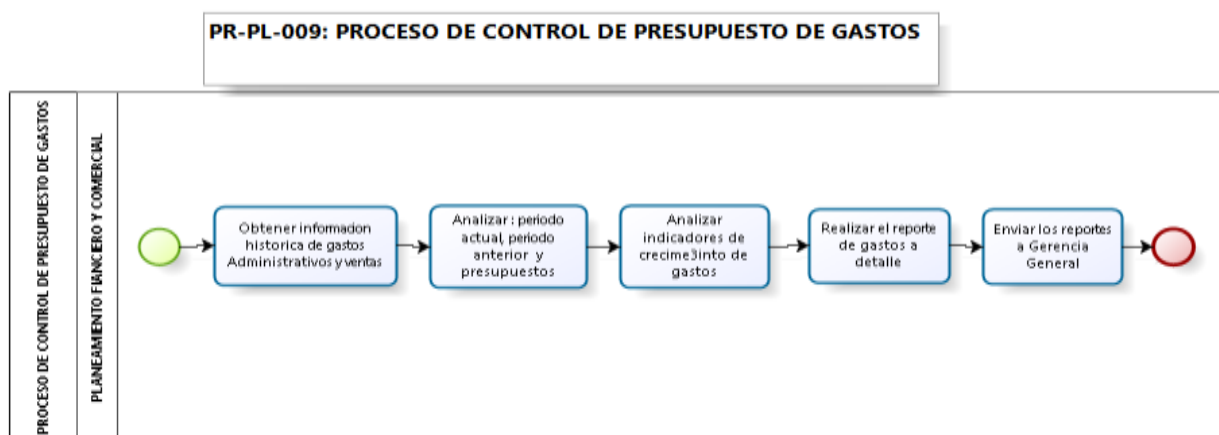 PR-PL-009: PROCESO DE CONTROL DE PRESUPUESTO DE GASTOS
PROCESO DE CONTROL DE PRESUPUESTO DE GASTOS
PLANEAMIENTO FIANCIERO Y COMERCIAL
Obtener informacion
historica de gastos
Administrativos y ventas
Analizar : periodo
actual, periodo
anterior y
presupuestos
Analizar
indicadores de
crecime3into de
gastos
Realizar el reporte
de gastos a
detalle
Enviar los reportes
a Gerencia
General